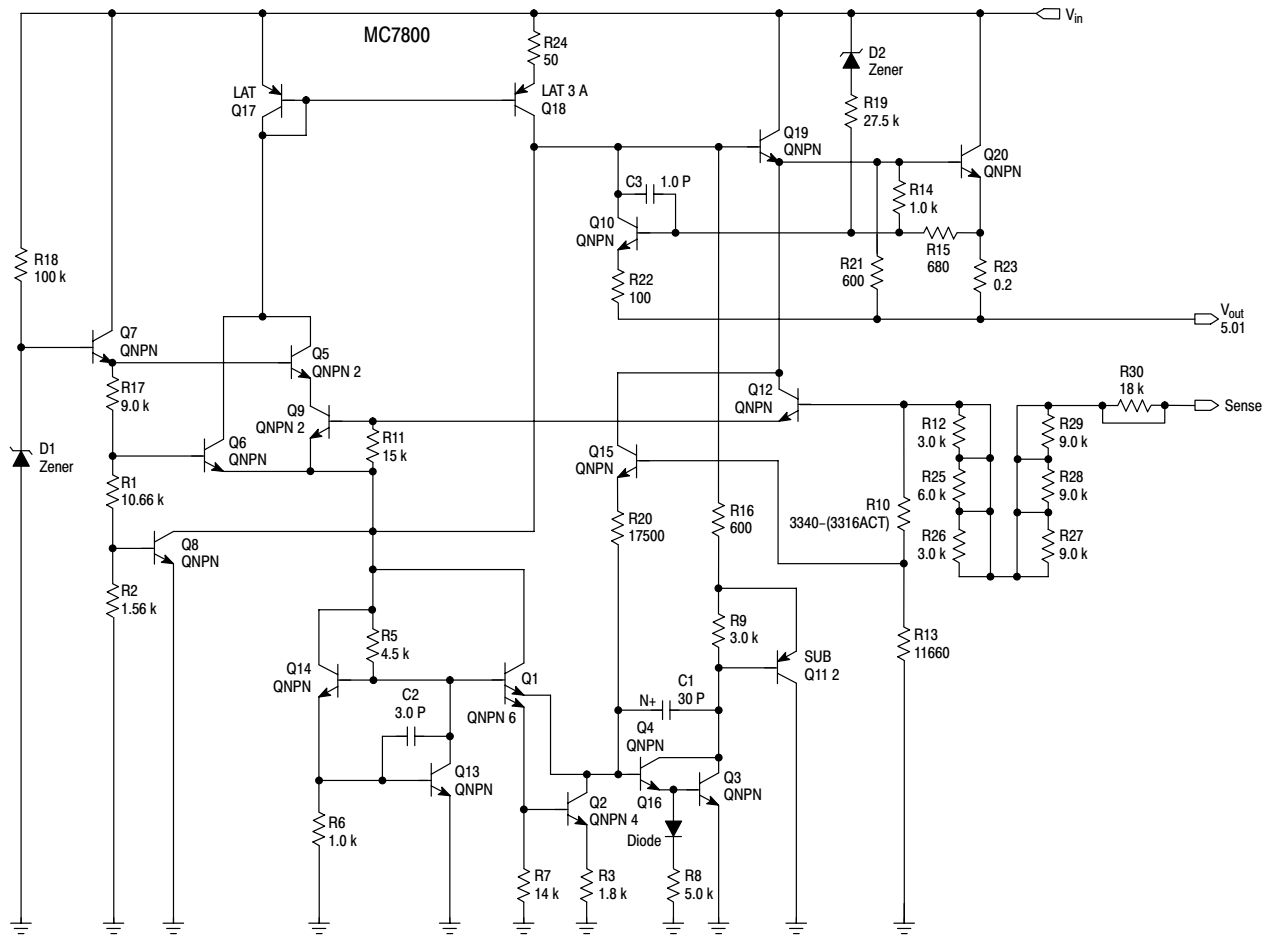 MC7800
V_in
R24
50
D2
Zener
LAT
Q17
LAT 3 A
Q18
R19
27.5 k
Q19
QNPN
Q20
QNPN
C3
1.0 P
R14
1.0 k
Q10
QNPN
R15
680
R18
100 k
R21
600
R23
0.2
R22
100
V_out
5.01
Q7
QNPN
Q5
QNPN 2
R17
9.0 k
Q12
QNPN
R30
18 k
Sense
Q9
QNPN 2
R11
15 k
R12
3.0 k
R29
9.0 k
D1
Zener
Q6
QNPN
Q15
QNPN
R1
10.66 k
R25
6.0 k
R28
9.0 k
R20
17500
R16
600
R10
3340–(3316ACT)
R26
3.0 k
R27
9.0 k
Q8
QNPN
R2
1.56 k
R5
4.5 k
R9
3.0 k
R13
11660
Q14
QNPN
SUB
Q11 2
Q1
QNPN 6
C2
3.0 P
N+
C1
30 P
Q4
QNPN
Q13
QNPN
Q3
QNPN
Q2
QNPN 4
Q16
Diode
R6
1.0 k
R7
14 k
R3
1.8 k
R8
5.0 k